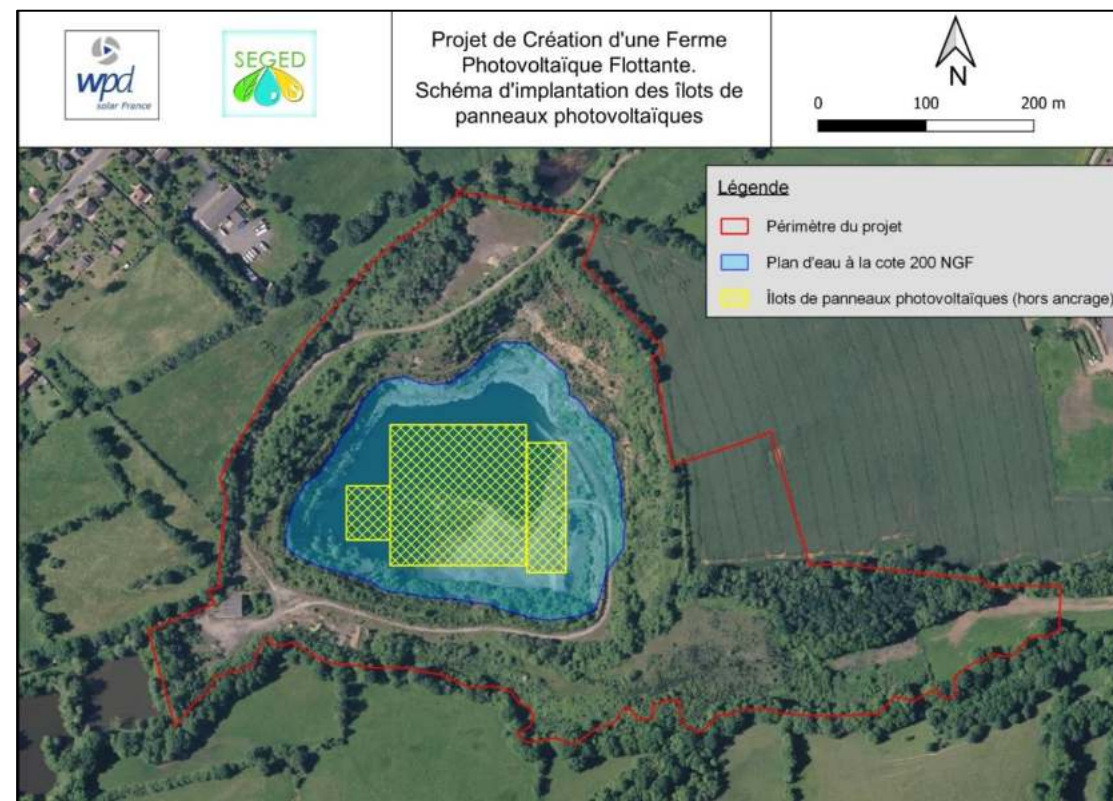 wpd
solar France
SEGED
Projet de Création d'une Ferme
Photovoltaïque Flottante.
Schéma d'implantation des îlots de
panneaux photovoltaïques
N
0 100 200 m
Légende
Périmètre du projet
Plan d'eau à la cote 200 NGF
Îlots de panneaux photovoltaïques (hors ancrage)